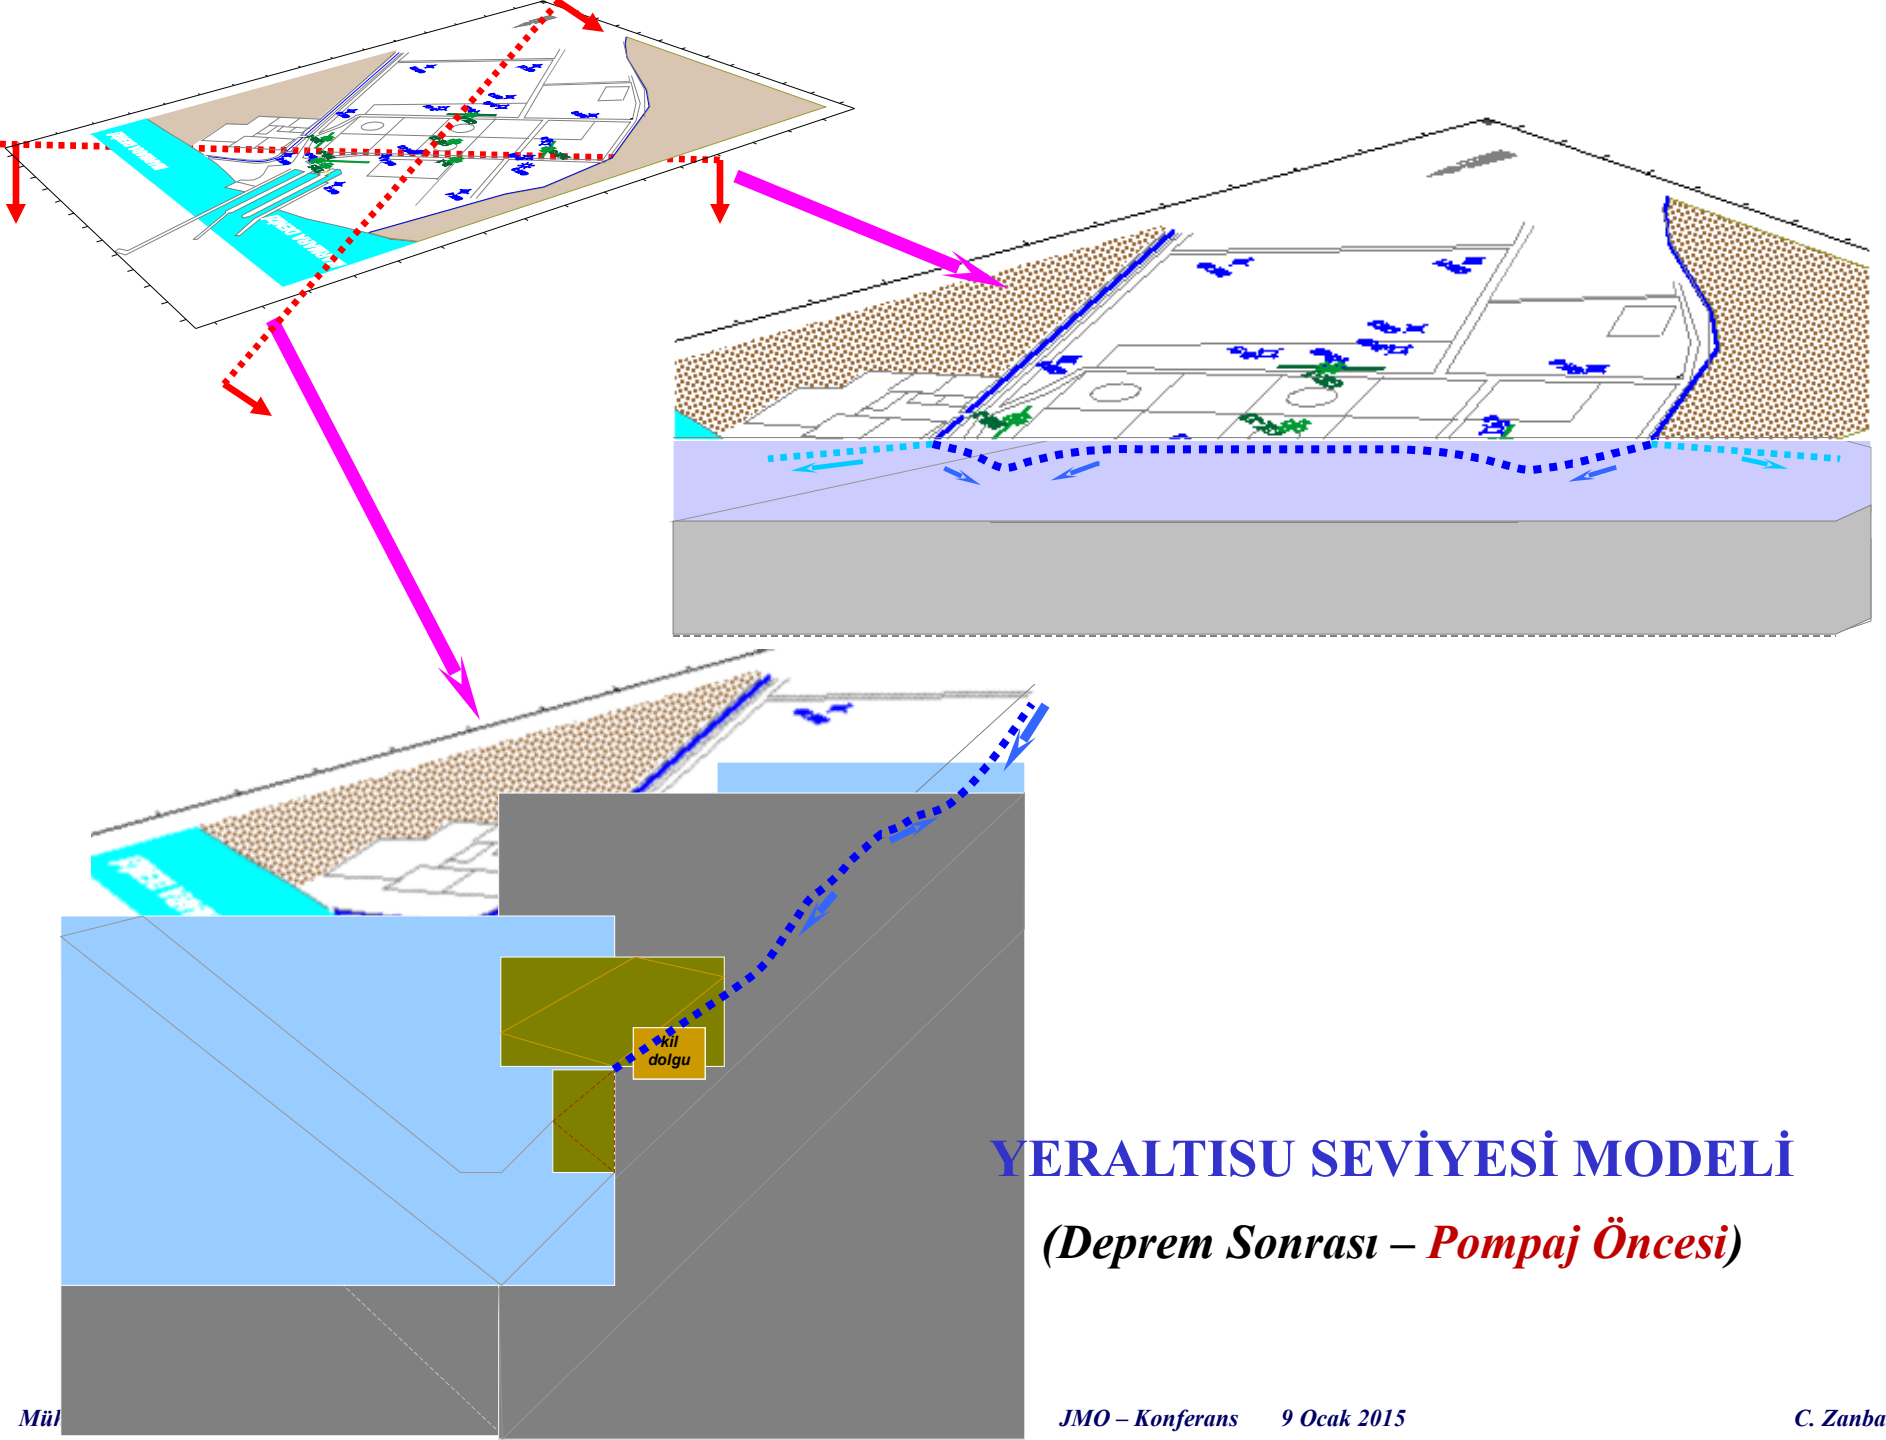 kil
dolgu
YERALTISU SEVİYESİ MODELİ
(Deprem Sonrası – Pompaj Öncesi)
JMO – Konferans 9 Ocak 2015 C. Zanba